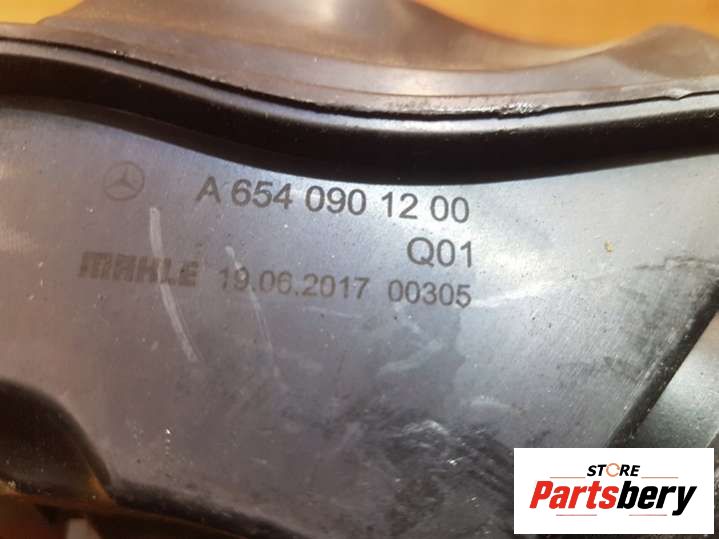 A 654 090 12 00
Q01
MAHLE 19.06.2017 00305
STORE
Partsbery